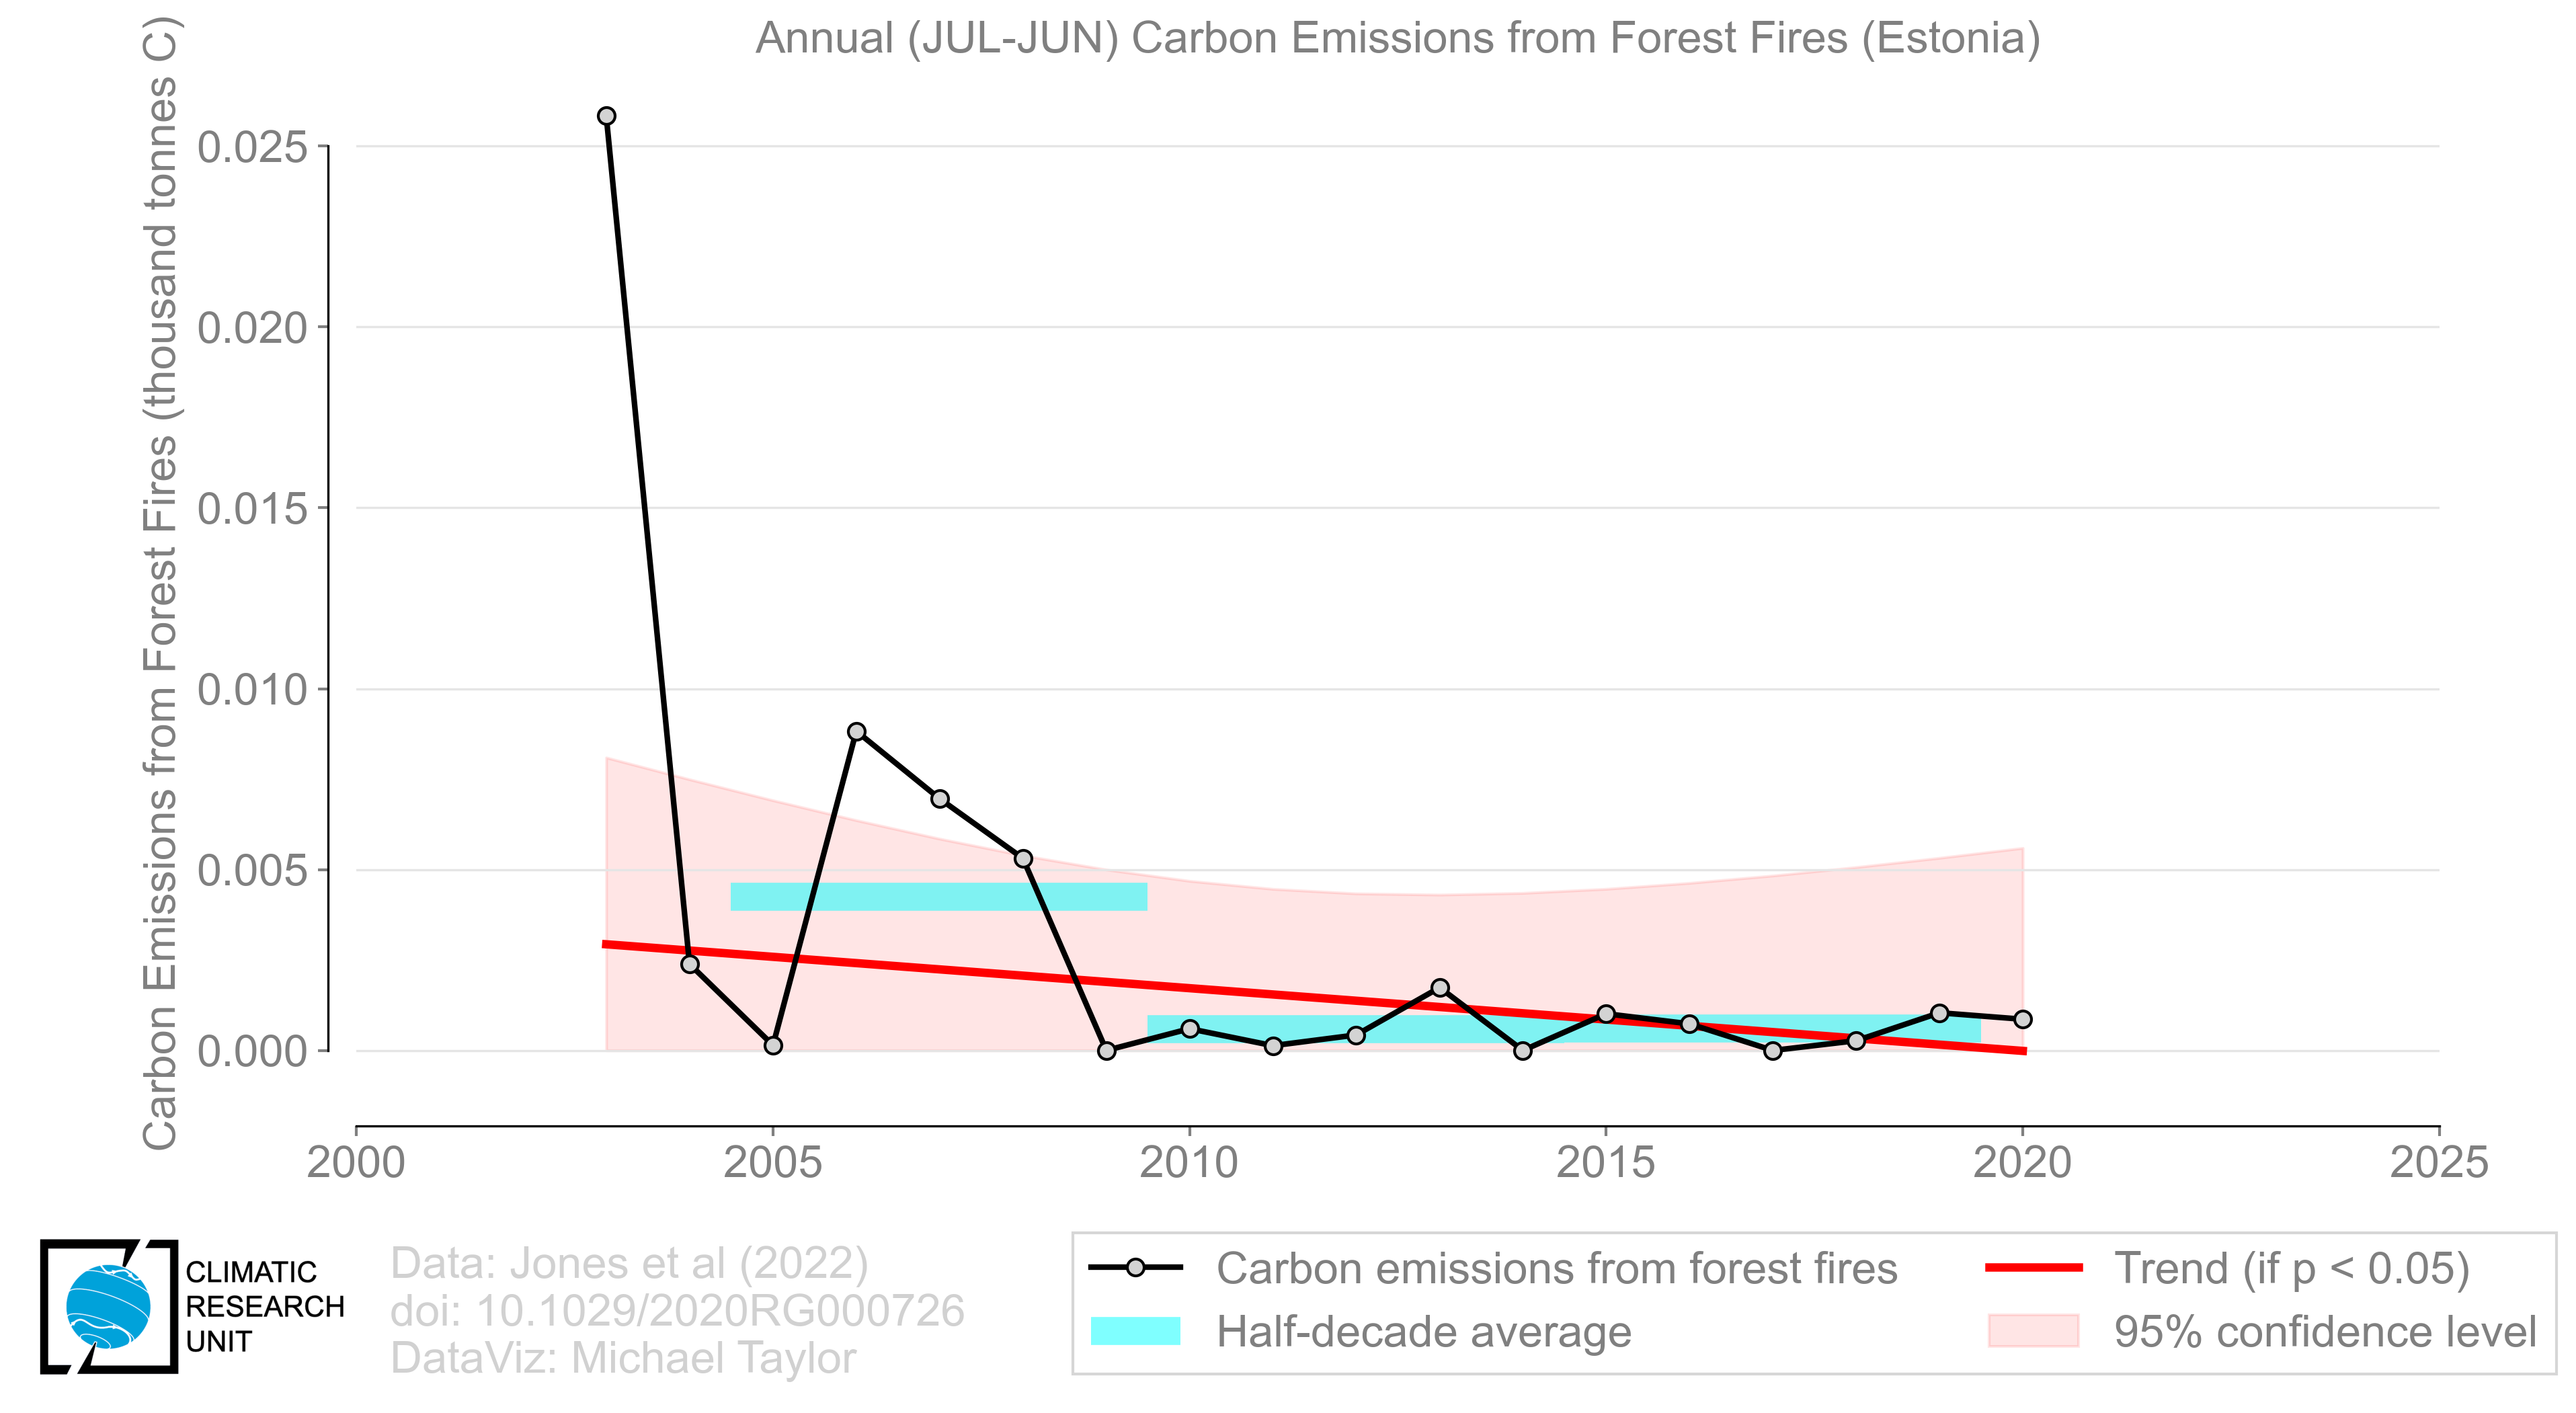 Annual (JUL-JUN) Carbon Emissions from Forest Fires (Estonia)
Carbon Emissions from Forest Fires (thousand tonnes C)
0.025
0.020
0.015
0.010
0.005
0.000
2000 2005 2010 2015 2020 2025
CLIMATIC
RESEARCH
UNIT
Data: Jones et al (2022)
doi: 10.1029/2020RG000726
DataViz: Michael Taylor
Carbon emissions from forest fires
Half-decade average
Trend (if p < 0.05)
95% confidence level